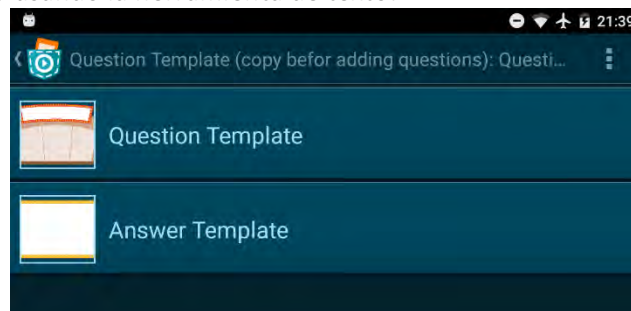 21:39
Question Template (copy befor adding questions): Questi...
Question Template
Answer Template